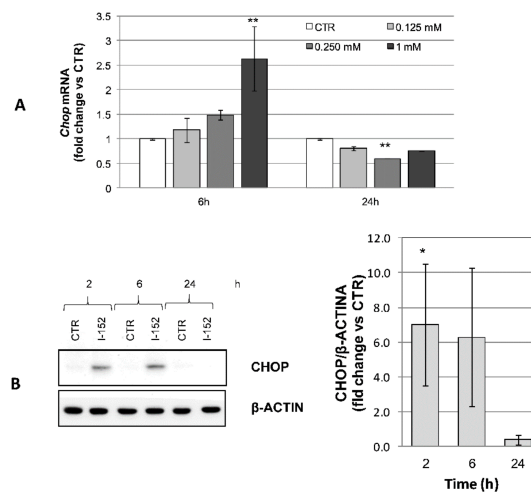 A
Chop mRNA
(fold change vs CTR)
3.5
3
2.5
2
1.5
1
0.5
0
**
CTR
0.125 mM
0.250 mM
1 mM
**
6h
24h
B
2 6 24 h
CTR I-152 CTR I-152 CTR I-152
CHOP
β-ACTIN
CHOP/β-ACTINA
(fld change vs CTR)
12.0
10.0
8.0
6.0
4.0
2.0
0.0
*
2 6 24
Time (h)